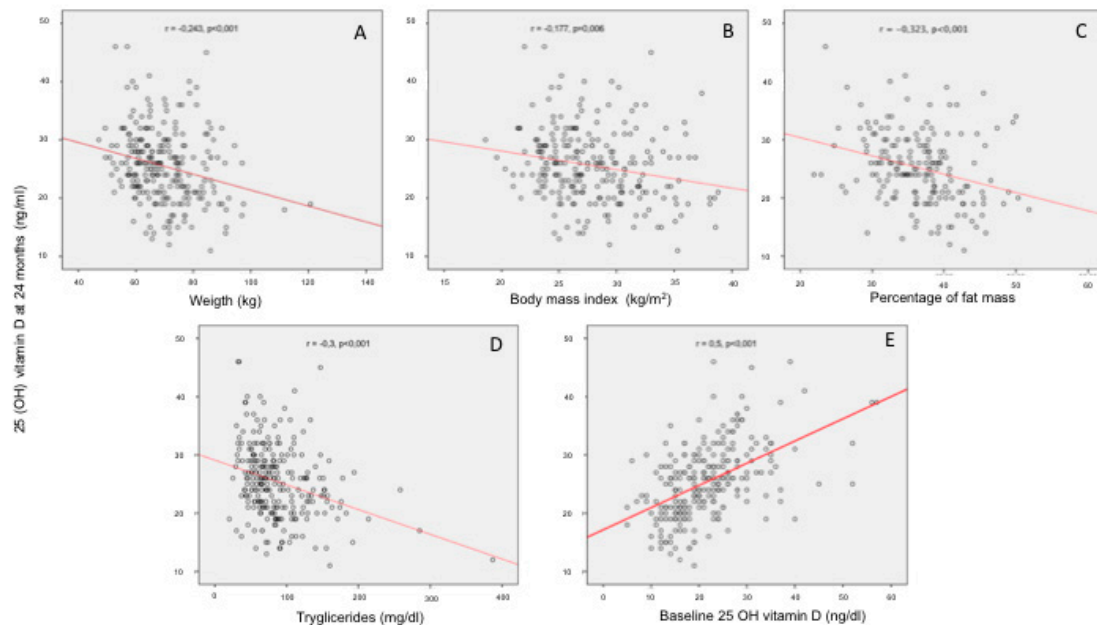 r = -0,243, p<0,001
A
50
40
30
20
10
40 60 80 100 120 140
Weigth (kg)
r = -0,177, p=0,006
B
50
40
30
20
10
15 20 25 30 35 40
Body mass index (kg/m²)
r = -0,323, p<0,001
C
50
40
30
20
10
20 30 40 50 60
Percentage of fat mass
25 (OH) vitamin D at 24 months (ng/ml)
r = -0,3, p<0,001
D
50
40
30
20
10
0 100 200 300 400
Tryglicerides (mg/dl)
r = 0,5, p<0,001
E
50
40
30
20
10
0 10 20 30 40 50 60
Baseline 25 OH vitamin D (ng/dl)